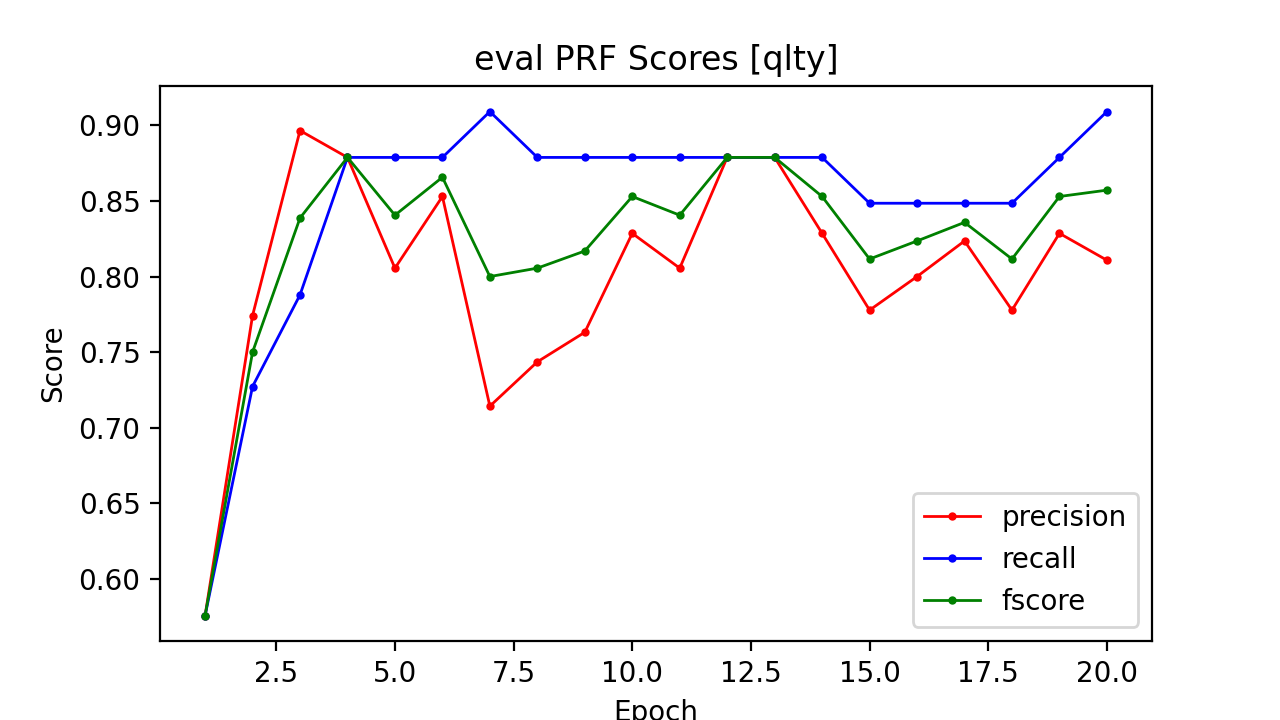 eval PRF Scores [qlty]
Score
0.90
0.85
0.80
0.75
0.70
0.65
0.60
precision
recall
fscore
2.5 5.0 7.5 10.0 12.5 15.0 17.5 20.0
Epoch